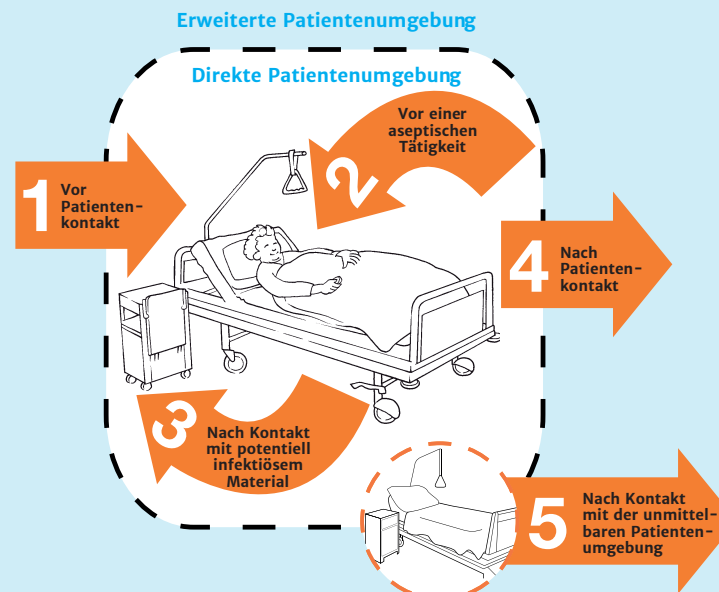 Erweiterte Patientenumgebung
Direkte Patientenumgebung
1
Vor
Patienten-
kontakt
2
Vor einer
aseptischen
Tätigkeit
3
Nach Kontakt
mit potentiell
infektiösem
Material
4
Nach
Patienten-
kontakt
5
Nach Kontakt
mit der unmittel-
baren Patienten-
umgebung